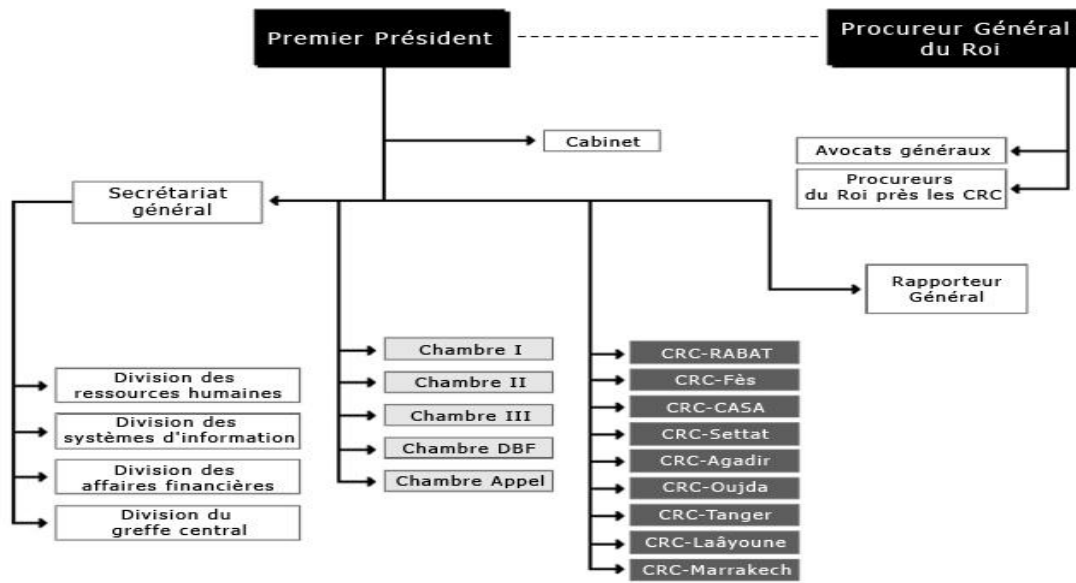 Premier Président
Procureur Général
du Roi
Cabinet
Avocats généraux
Procureurs
du Roi près les CRC
Secrétariat
général
Rapporteur
Général
Division des
ressources humaines
Division des
systèmes d'information
Division des
affaires financières
Division du
greffe central
Chambre I
Chambre II
Chambre III
Chambre DBF
Chambre Appel
CRC-RABAT
CRC-Fès
CRC-CASA
CRC-Settat
CRC-Agadir
CRC-Oujda
CRC-Tanger
CRC-Laâyoune
CRC-Marrakech